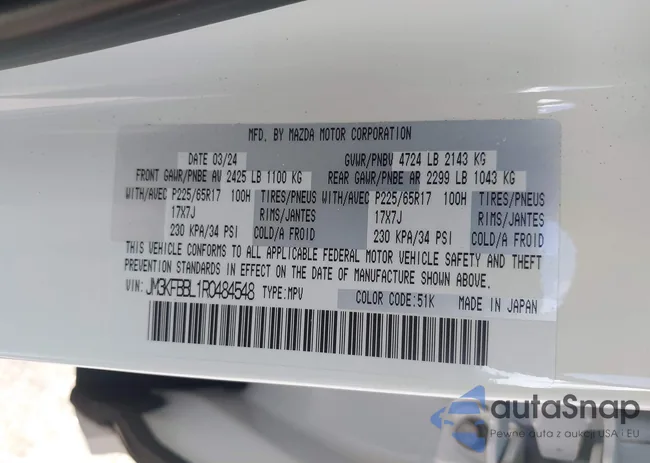 MFD. BY MAZDA MOTOR CORPORATION
DATE 03/24 GVWR/PNBV 4724 LB 2143 KG
FRONT GAWR/PNBE AV 2425 LB 1100 KG REAR GAWR/PNBE AR 2299 LB 1043 KG
WITH/AVEC P225/65R17 100H TIRES/PNEUS WITH/AVEC P225/65R17 100H TIRES/PNEUS
17X7J RIMS/JANTES 17X7J RIMS/JANTES
230 KPA/34 PSI COLD/A FROID 230 KPA/34 PSI COLD/A FROID
THIS VEHICLE CONFORMS TO ALL APPLICABLE FEDERAL MOTOR VEHICLE SAFETY AND THEFT
PREVENTION STANDARDS IN EFFECT ON THE DATE OF MANUFACTURE SHOWN ABOVE.
VIN: JM3KFBBL1R0484548 TYPE:MPV COLOR CODE:51K MADE IN JAPAN
autaSnap
Pewne auta z aukcji USA i EU